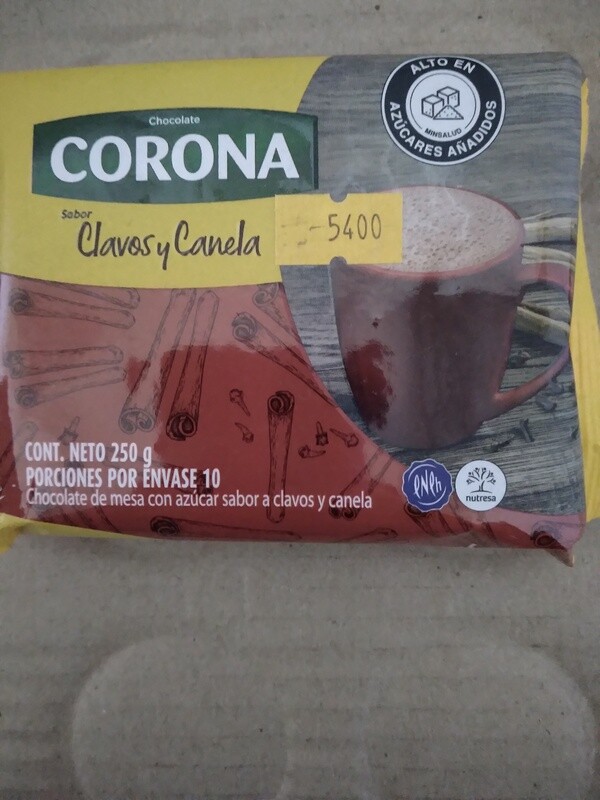 Chocolate
CORONA
Sabor
Clavos y Canela
-5400
ALTO EN
AZÚCARES AÑADIDOS
MINSALUD
CONT. NETO 250 g
PORCIONES POR ENVASE 10
Chocolate de mesa con azúcar sabor a clavos y canela
nutresa